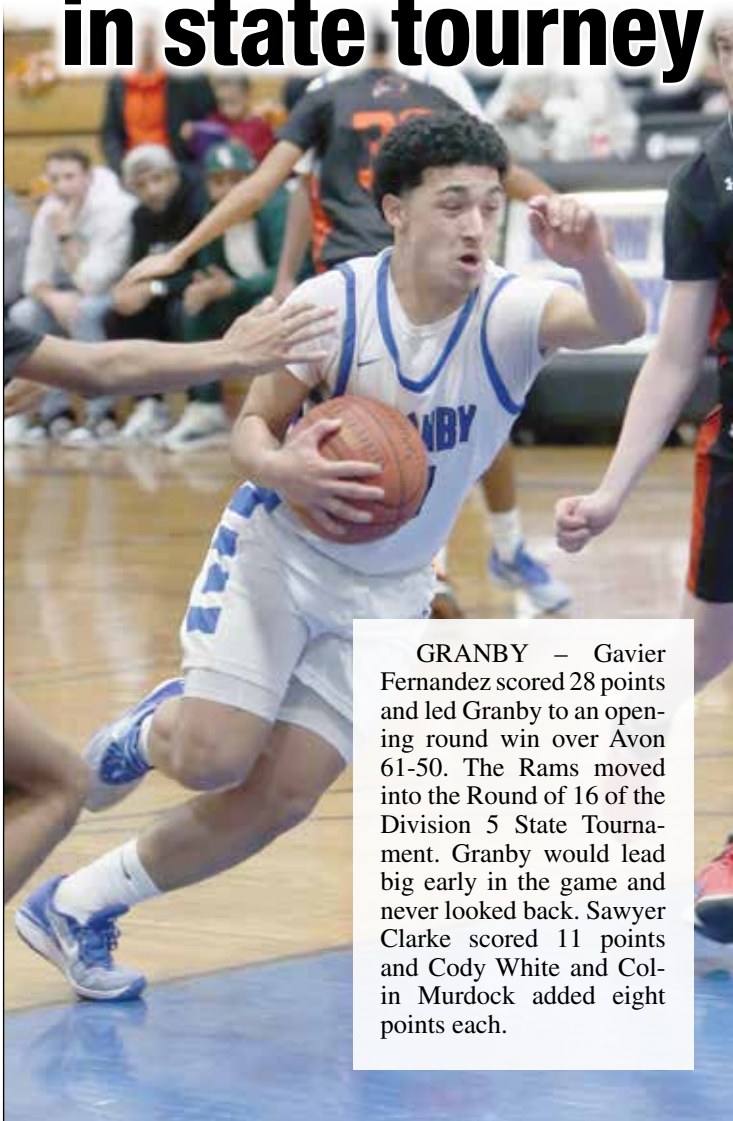 in state tourney
GRANBY – Gavier
Fernandez scored 28 points
and led Granby to an open-
ing round win over Avon
61-50. The Rams moved
into the Round of 16 of the
Division 5 State Tourna-
ment. Granby would lead
big early in the game and
never looked back. Sawyer
Clarke scored 11 points
and Cody White and Col-
in Murdock added eight
points each.